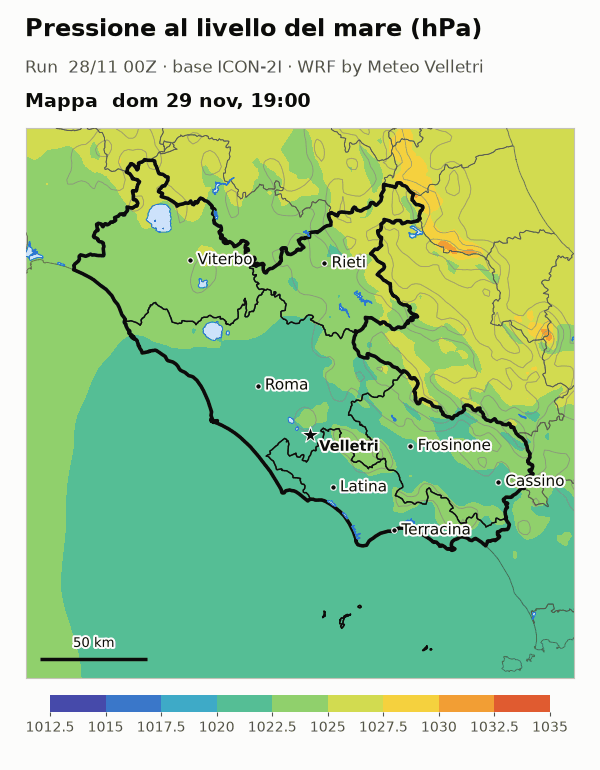 Pressione al livello del mare (hPa)
Run  28/11 00Z · base ICON-2I · WRF by Meteo Velletri
Mappa  dom 29 nov, 19:00
Viterbo
Rieti
Roma
Velletri
Frosinone
Latina
Cassino
Terracina
50 km
1012.5 1015 1017.5 1020 1022.5 1025 1027.5 1030 1032.5 1035